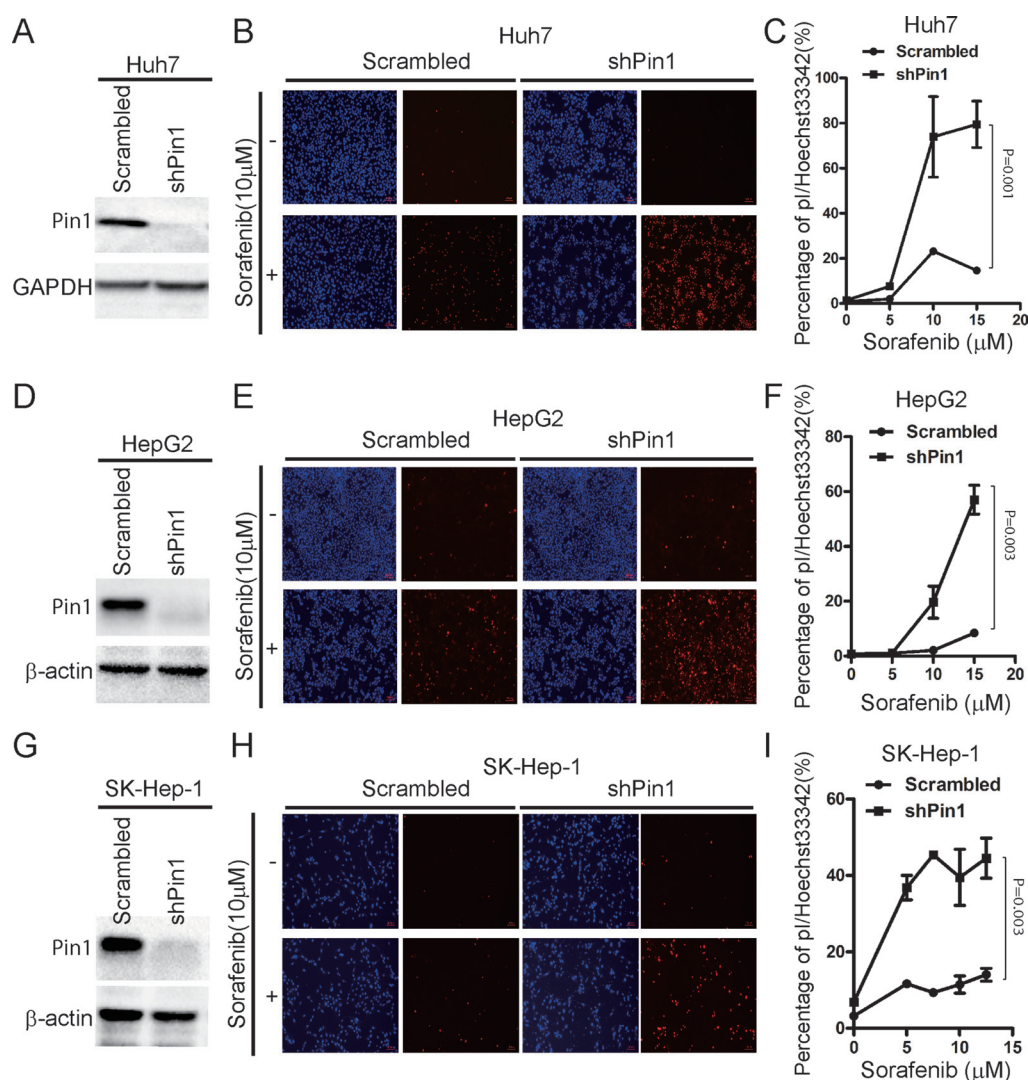 A
Huh7
Scrambled
shPin1
Pin1
GAPDH
B
Huh7
Scrambled
shPin1
Sorafenib(10μM)
-
+
C
Huh7
Scrambled
shPin1
Percentage of pI/Hoechst33342(%)
100
80
60
40
20
0
P=0.001
0
5
10
15
20
Sorafenib (μM)
D
HepG2
Scrambled
shPin1
Pin1
β-actin
E
HepG2
Scrambled
shPin1
Sorafenib(10μM)
-
+
F
HepG2
Scrambled
shPin1
Percentage of pI/Hoechst33342(%)
80
60
40
20
0
P=0.003
0
5
10
15
20
Sorafenib (μM)
G
SK-Hep-1
Scrambled
shPin1
Pin1
β-actin
H
SK-Hep-1
Scrambled
shPin1
Sorafenib(10μM)
-
+
I
SK-Hep-1
Scrambled
shPin1
Percentage of pI/Hoechst33342(%)
60
40
20
0
P=0.003
0
5
10
15
Sorafenib (μM)